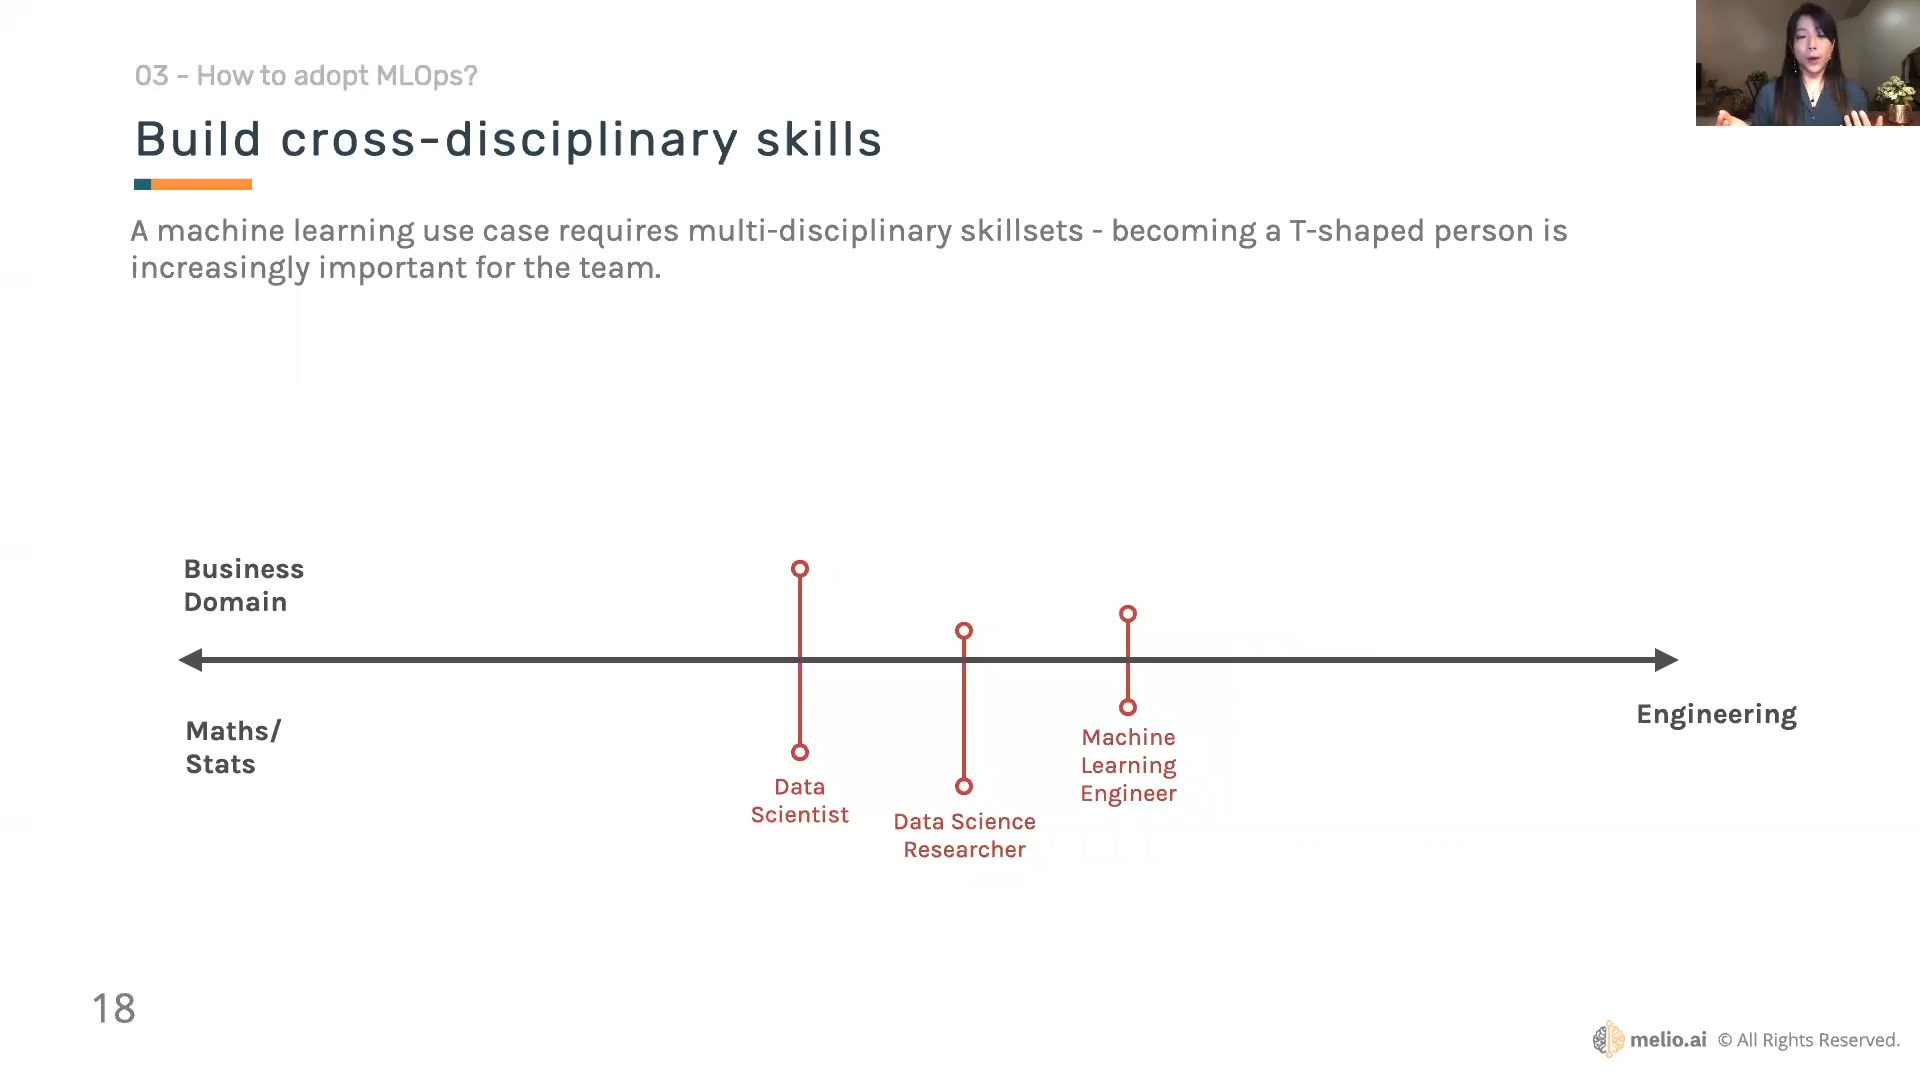 03 - How to adopt MLOps?
Build cross-disciplinary skills
A machine learning use case requires multi-disciplinary skillsets - becoming a T-shaped person is
increasingly important for the team.
Business
Domain
Maths/
Stats
Engineering
Data
Scientist
Data Science
Researcher
Machine
Learning
Engineer
18
melio.ai © All Rights Reserved.